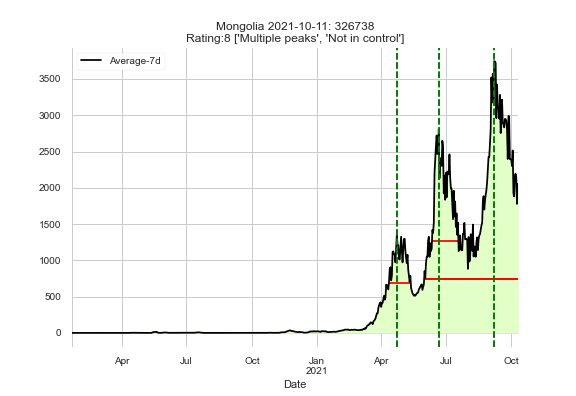 Mongolia 2021-10-11: 326738
Rating:8 ['Multiple peaks', 'Not in control']
Average-7d
3500
3000
2500
2000
1500
1000
500
0
Apr Jul Oct Jan Apr Jul Oct
2021
Date